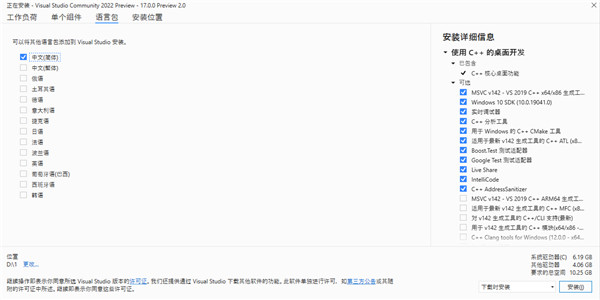 正在安装 - Visual Studio Community 2022 Preview - 17.0.0 Preview 2.0
工作负荷 单个组件 语言包 安装位置
可以将其他语言包添加到 Visual Studio 安装。
中文(简体)
中文(繁体)
俄语
土耳其语
德语
意大利语
捷克语
日语
法语
波兰语
英语
葡萄牙语(巴西)
西班牙语
韩语
安装详细信息
使用 C++ 的桌面开发
已包含
C++ 核心桌面功能
可选
MSVC v142 - VS 2019 C++ x64/x86 生成工...
Windows 10 SDK (10.0.19041.0)
实时调试器
C++ 分析工具
用于 Windows 的 C++ CMake 工具
适用于最新 v142 生成工具的 C++ ATL (x8...
Boost.Test 测试适配器
Google Test 测试适配器
Live Share
IntelliCode
C++ AddressSanitizer
MSVC v142 - VS 2019 C++ ARM64 生成工...
适用于最新 v142 生成工具的 C++ MFC (x8...
对 v142 生成工具的 C++/CLI 支持(最新)
用于 v142 生成工具的 C++ 模块(x64/x86 -...
C++ Clang tools for Windows (12.0.0 - x64...
位置
D:\1 更改...
继续操作即表示你同意所选 Visual Studio 版本的许可证。我们还提供通过 Visual Studio 下载其他软件的功能。此软件单独进行许可，如第三方公告或其随
附的许可证中所述。继续即表示你同意这些许可证。
系统驱动器(C) 6.19 GB
其他驱动器 4.06 GB
要求的总空间 10.25 GB
下载时安装
安装(I)